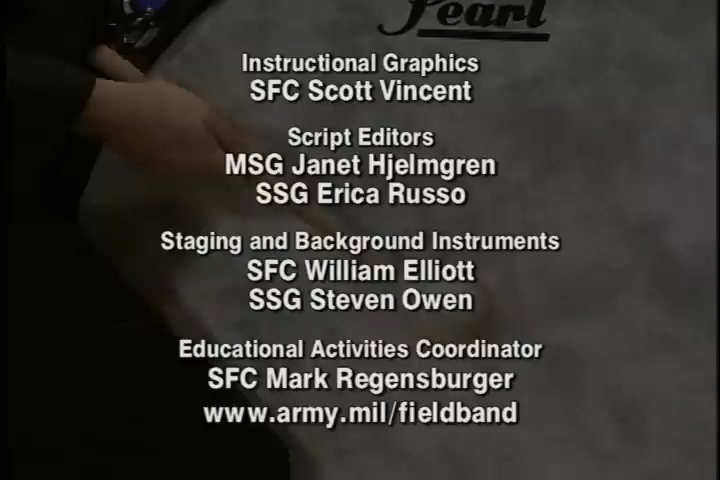 Pearl
Instructional Graphics
SFC Scott Vincent
Script Editors
MSG Janet Hjelmgren
SSG Erica Russo
Staging and Background Instruments
SFC William Elliott
SSG Steven Owen
Educational Activities Coordinator
SFC Mark Regensburger
www.army.mil/fieldband